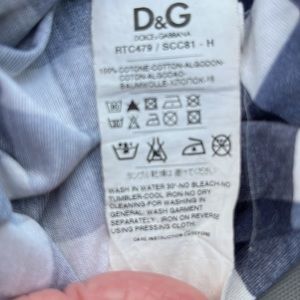 D&G
DOLCE & GABBANA
RTC479 / SCC81 - H
100% COTONE-COTTON-ALGODON-
COTON-ALGODAO-
WASH IN WATER 30°-NO BLEACH-NO
TUMBLER-COOL IRON-NO DRY
CLEANING-FOR WASHING IN
GENERAL: WASH GARMENT
SEPARATELY. IRON ON REVERSE
USING PRESSING CLOTH.